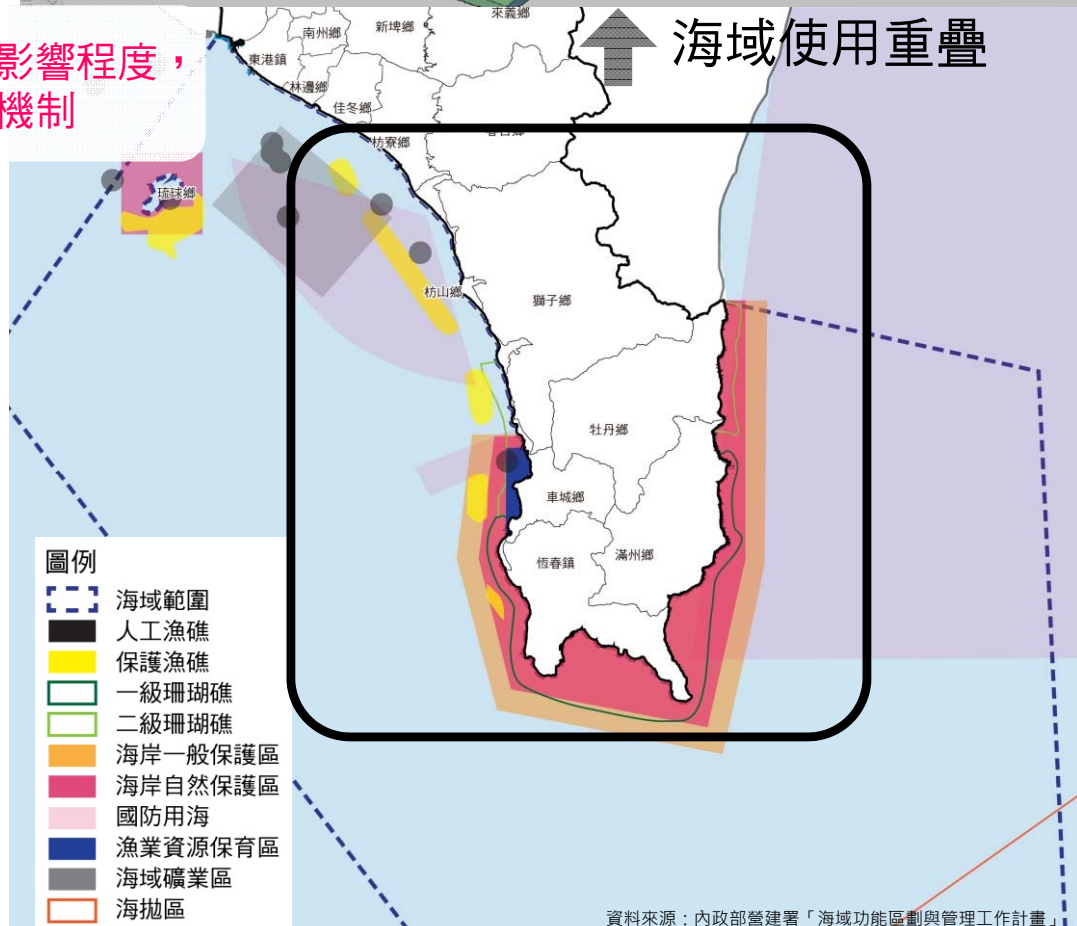 海域使用重疊
影響程度，
機制
來義鄉
新埤鄉
南州鄉
東港鎮
林邊鄉
佳冬鄉
枋寮鄉
春日鄉
琉球鄉
枋山鄉
獅子鄉
牡丹鄉
車城鄉
恆春鎮
滿州鄉
圖例
海域範圍
人工漁礁
保護漁礁
一級珊瑚礁
二級珊瑚礁
海岸一般保護區
海岸自然保護區
國防用海
漁業資源保育區
海域礦業區
海拋區
資料來源：內政部營建署「海域功能區劃與管理工作計畫」